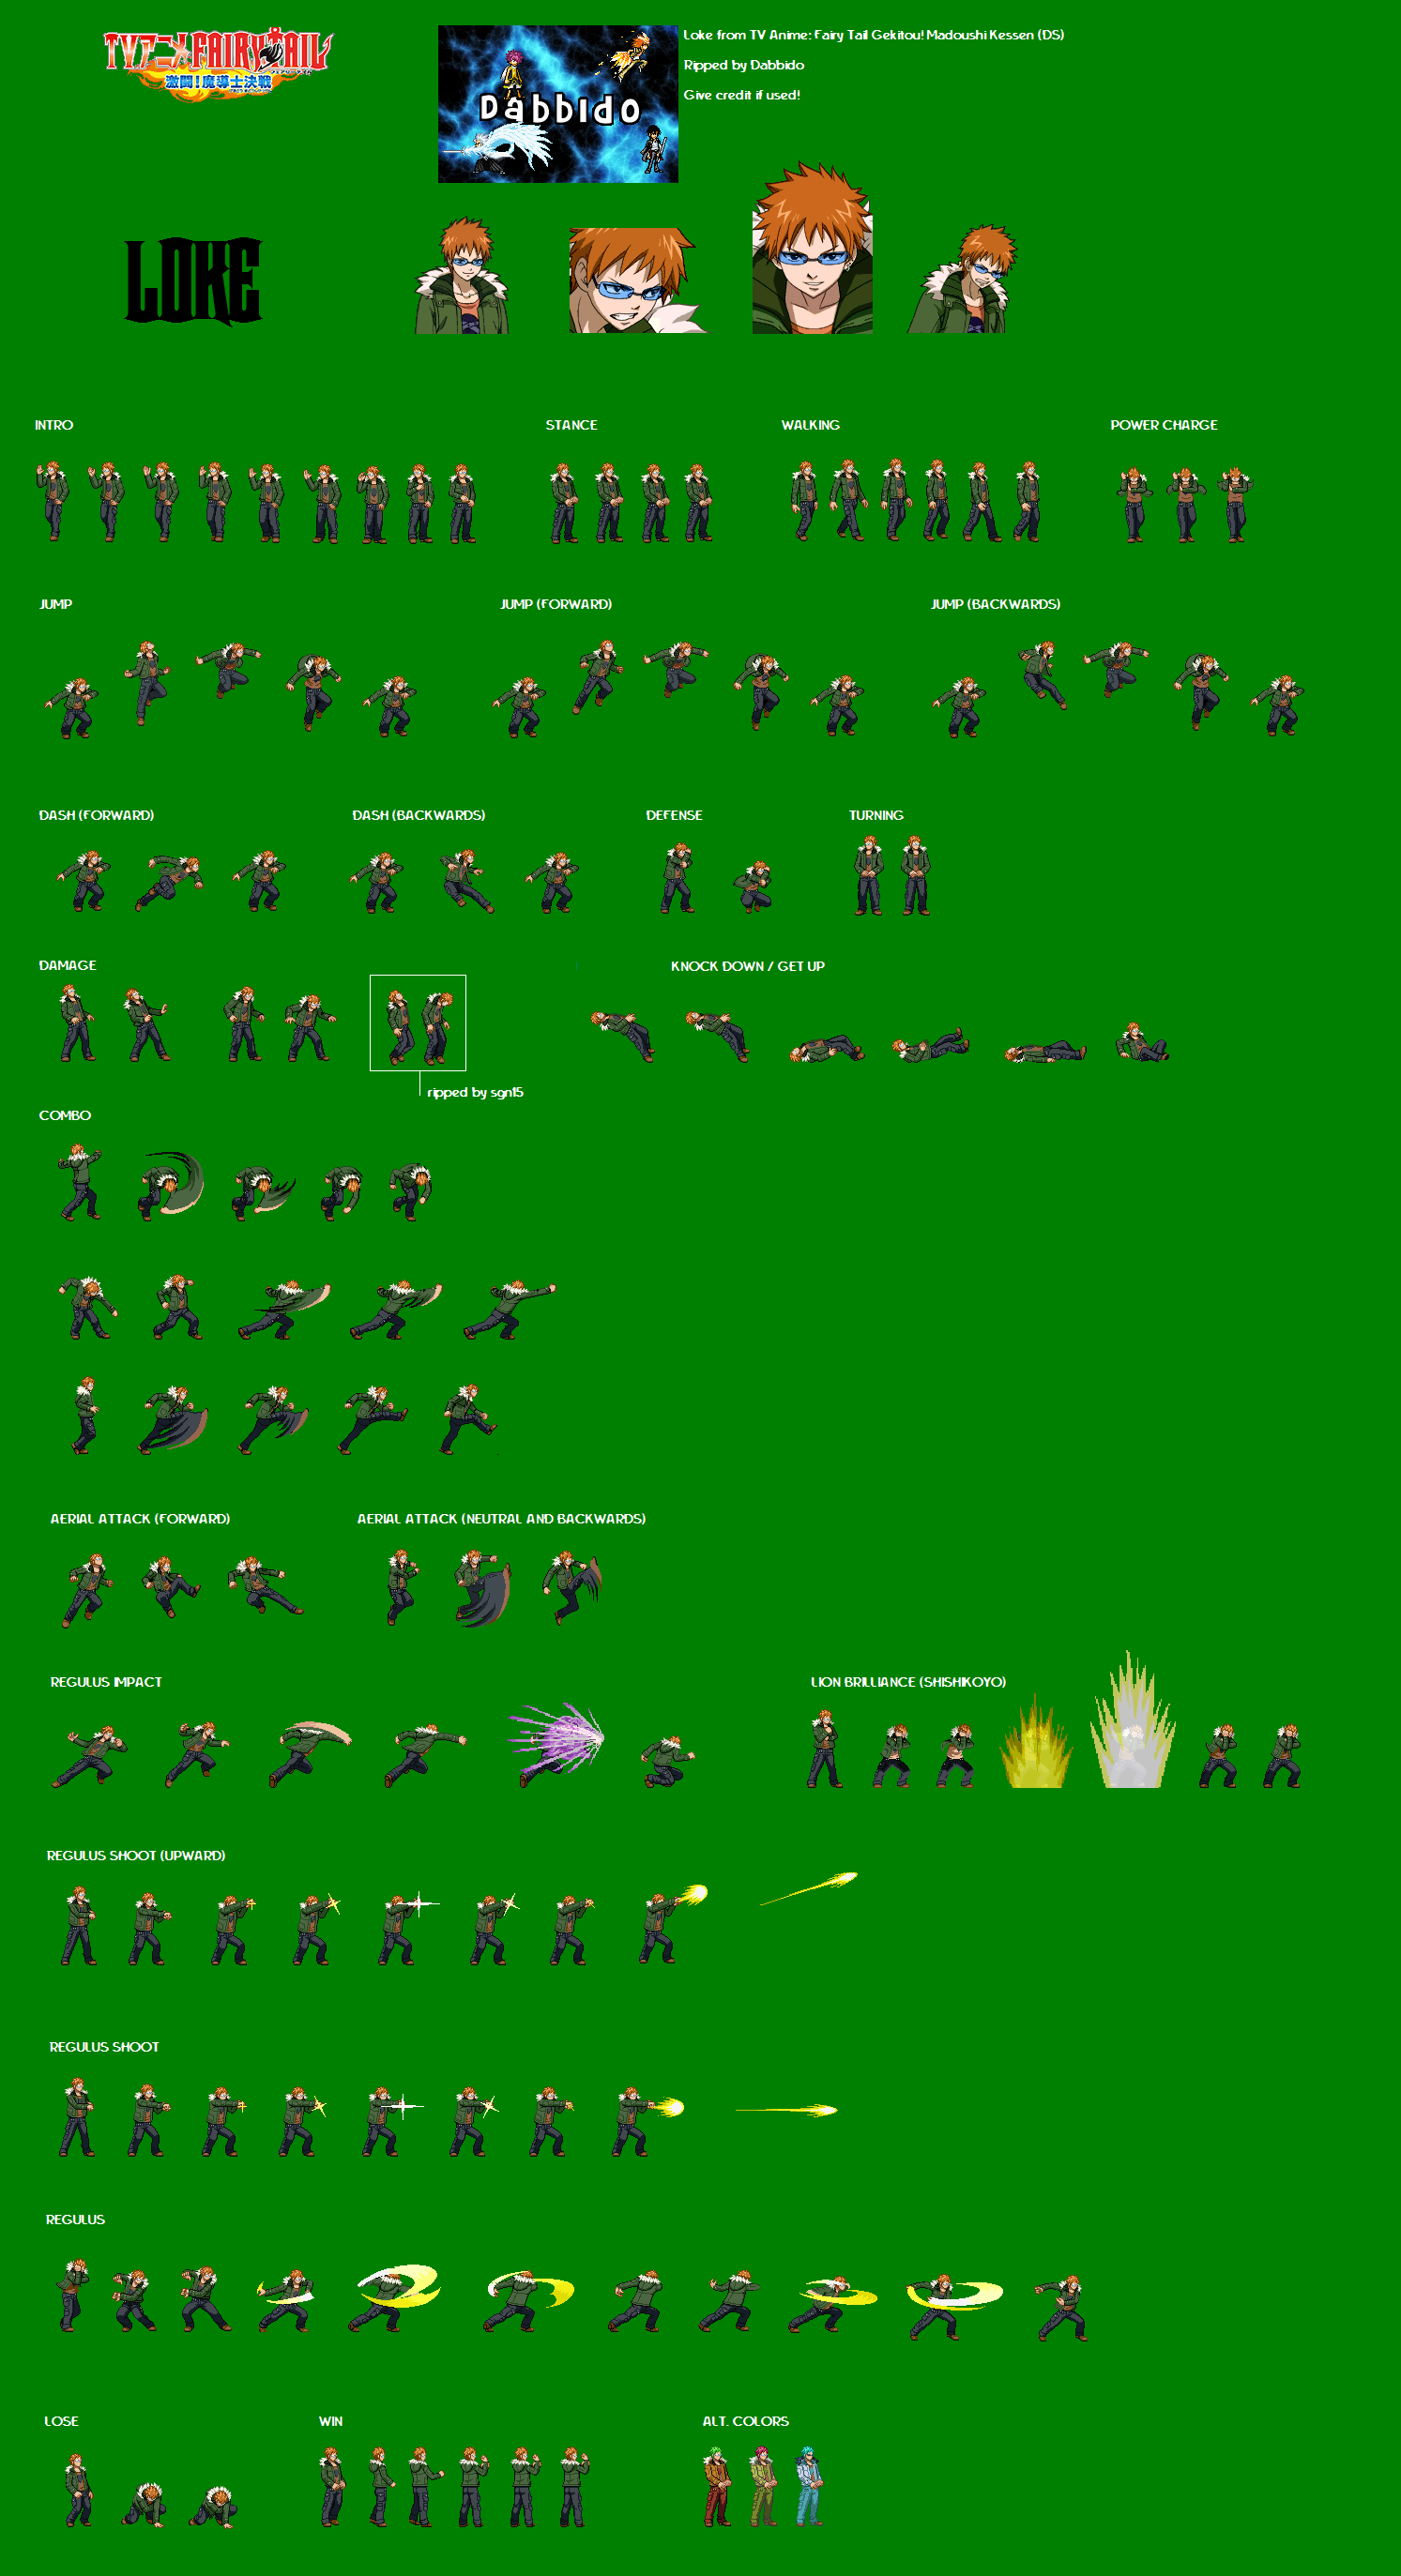 TVアニメ FAIRY TAIL
激闘!魔導士決戦
Loke from TV Anime: Fairy Tail Gekitou! Madoushi Kessen (DS)
Ripped by Dabbido
Give credit if used!
Dabbido
LOKE
INTRO
STANCE
WALKING
POWER CHARGE
JUMP
JUMP (FORWARD)
JUMP (BACKWARDS)
DASH (FORWARD)
DASH (BACKWARDS)
DEFENSE
TURNING
DAMAGE
KNOCK DOWN / GET UP
ripped by sgn15
COMBO
AERIAL ATTACK (FORWARD)
AERIAL ATTACK (NEUTRAL AND BACKWARDS)
REGULUS IMPACT
LION BRILLIANCE (SHISHIKOYO)
REGULUS SHOOT (UPWARD)
REGULUS SHOOT
REGULUS
LOSE
WIN
ALT. COLORS